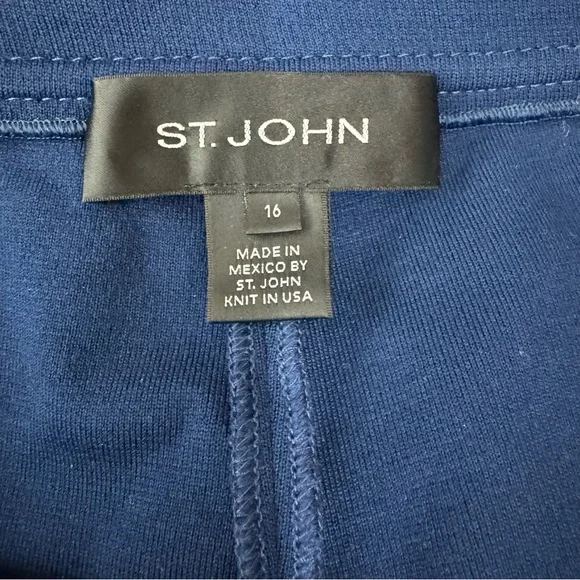 ST. JOHN
16
MADE IN
MEXICO BY
ST. JOHN
KNIT IN USA